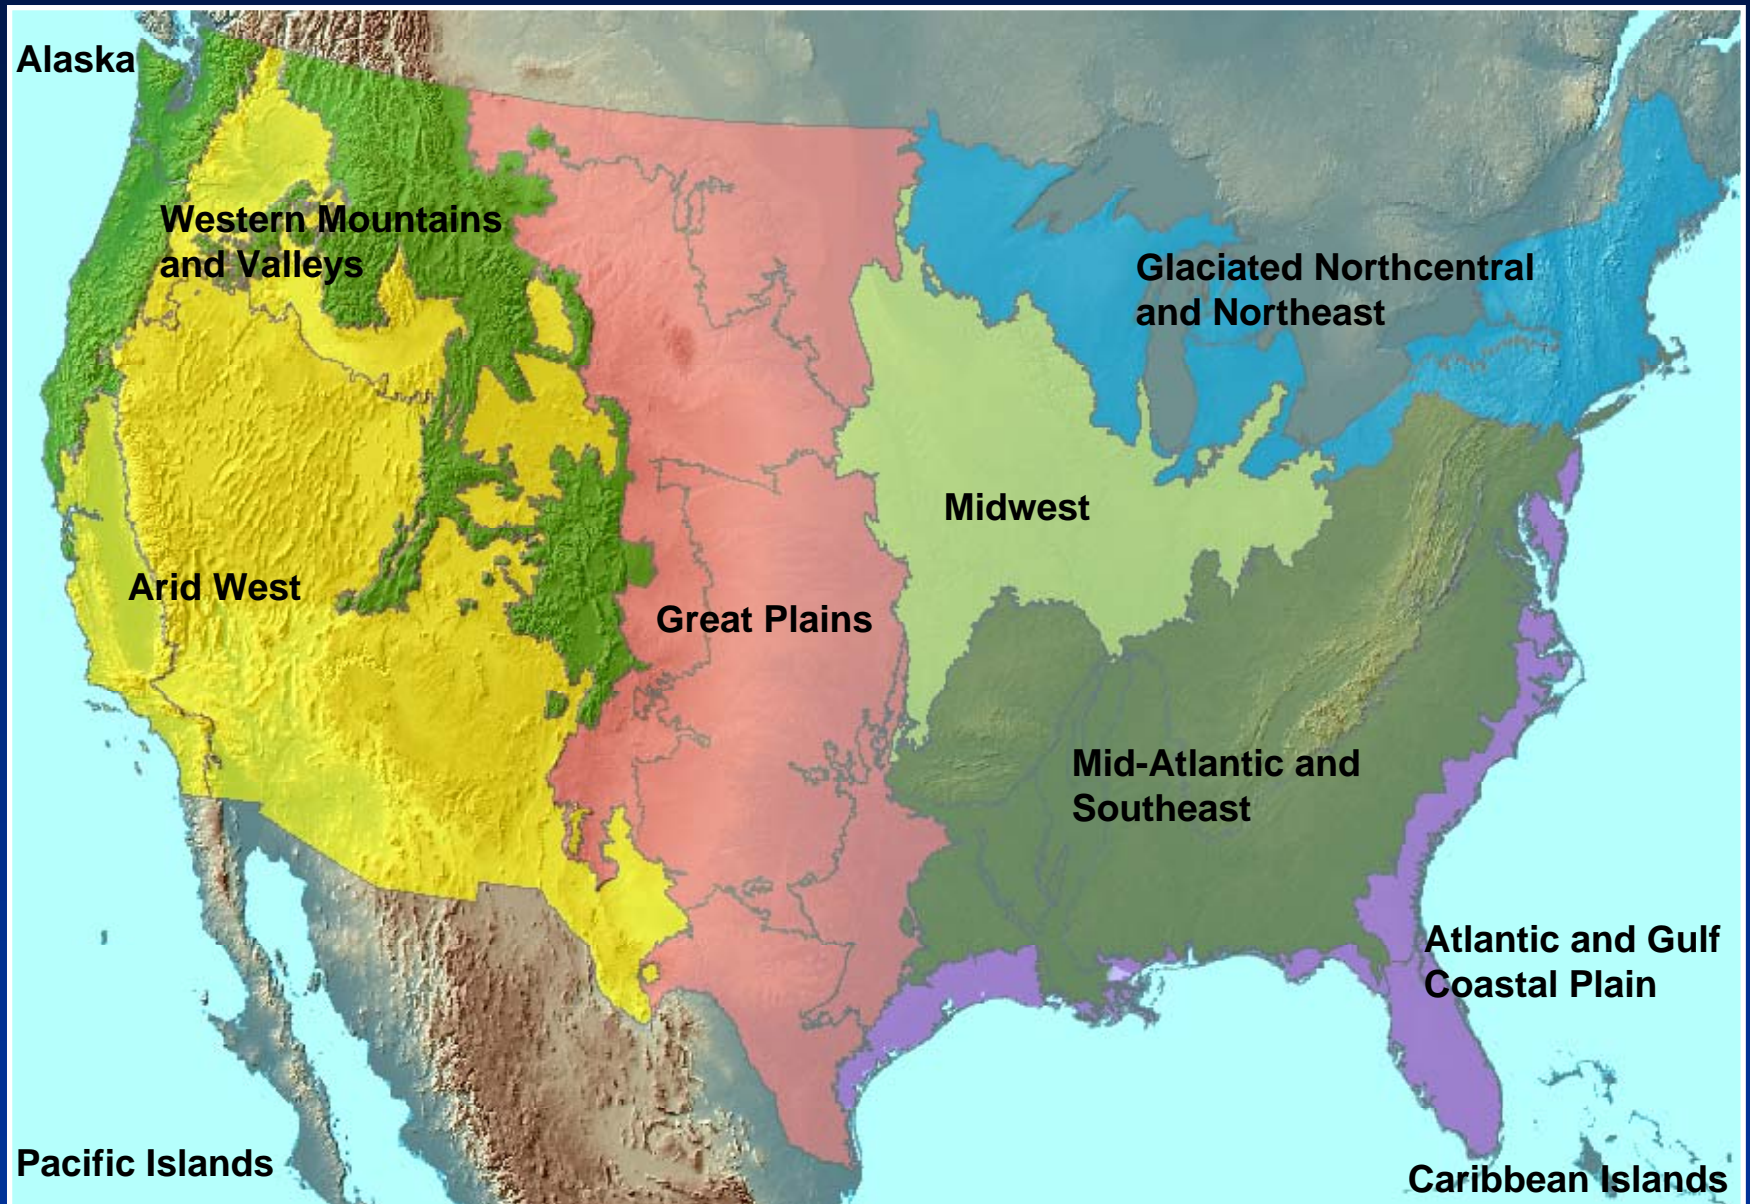 Alaska
Western Mountains
and Valleys
Glaciated Northcentral
and Northeast
Midwest
Arid West
Great Plains
Mid-Atlantic and
Southeast
Atlantic and Gulf
Coastal Plain
Pacific Islands
Caribbean Islands